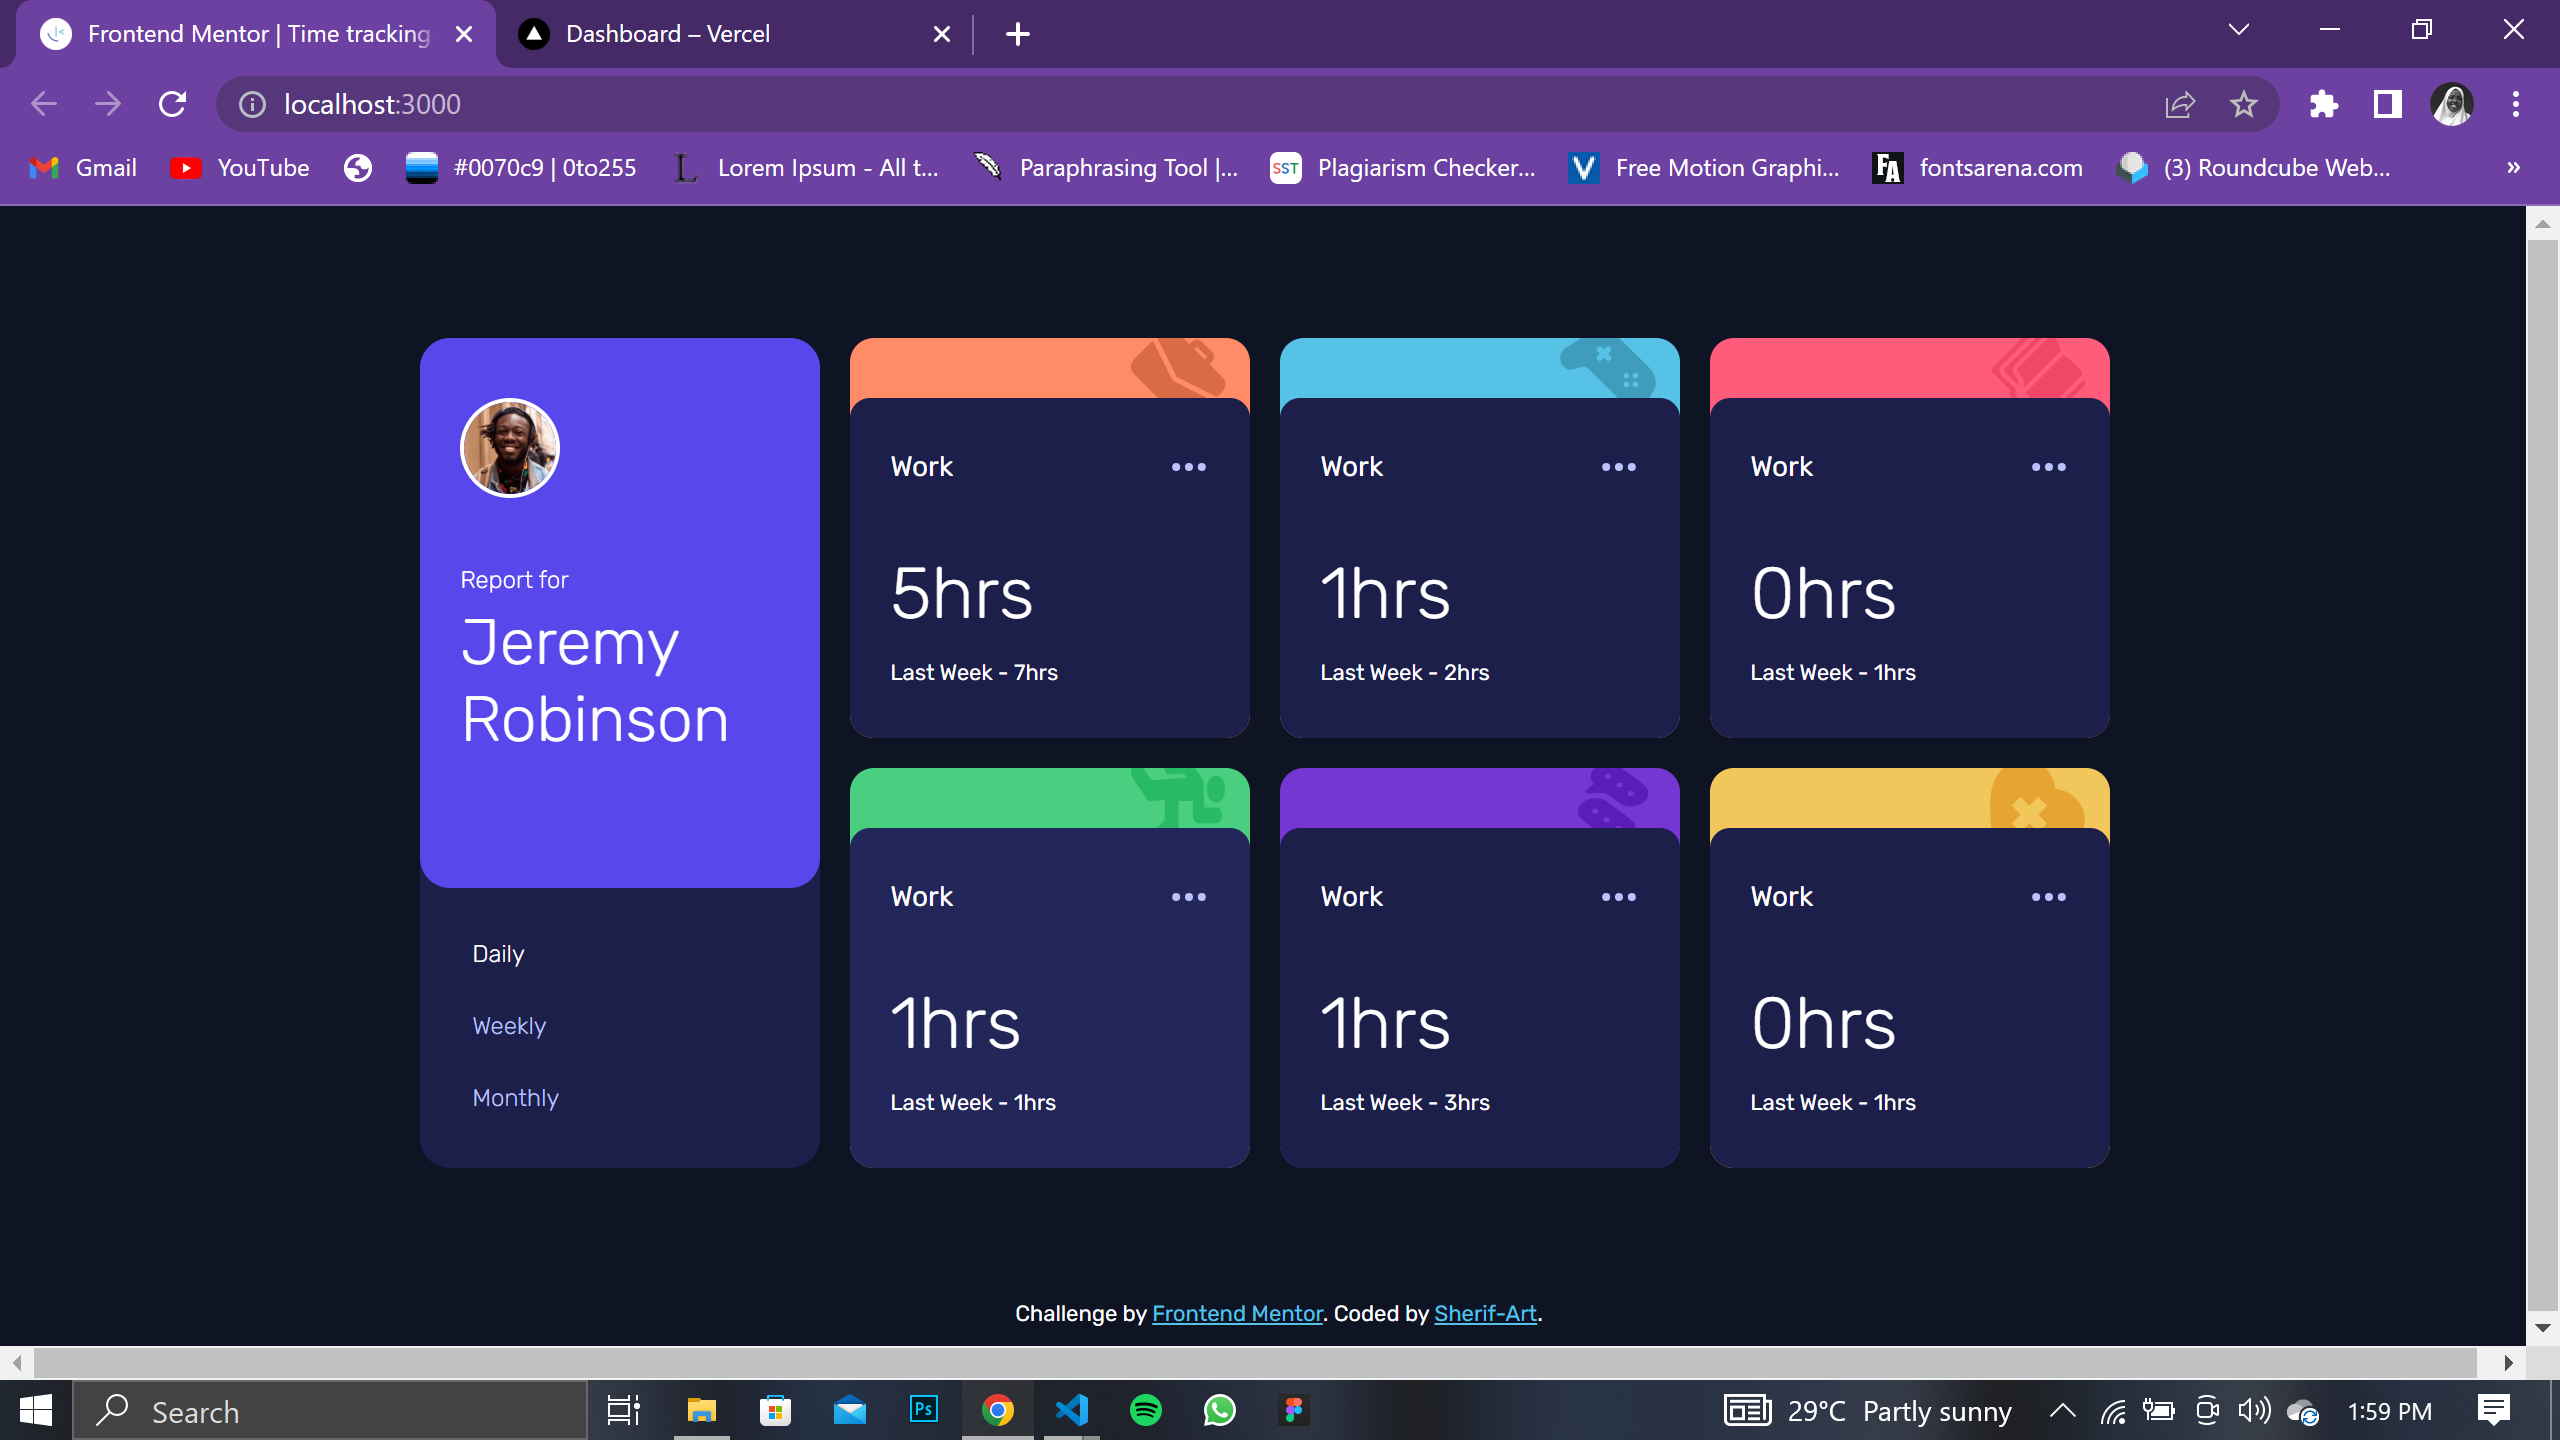 Frontend Mentor | Time tracking
Dashboard – Vercel
localhost:3000
Gmail
YouTube
#0070c9 | 0to255
Lorem Ipsum - All t...
Paraphrasing Tool |...
SST
Plagiarism Checker...
V
Free Motion Graphi...
FA
fontsarena.com
(3) Roundcube Web...
»
Report for
Jeremy
Robinson
Daily
Weekly
Monthly
Work
5hrs
Last Week - 7hrs
Work
1hrs
Last Week - 2hrs
Work
0hrs
Last Week - 1hrs
Work
1hrs
Last Week - 1hrs
Work
1hrs
Last Week - 3hrs
Work
0hrs
Last Week - 1hrs
Challenge by Frontend Mentor. Coded by Sherif-Art.
Search
Ps
29°C Partly sunny
1:59 PM